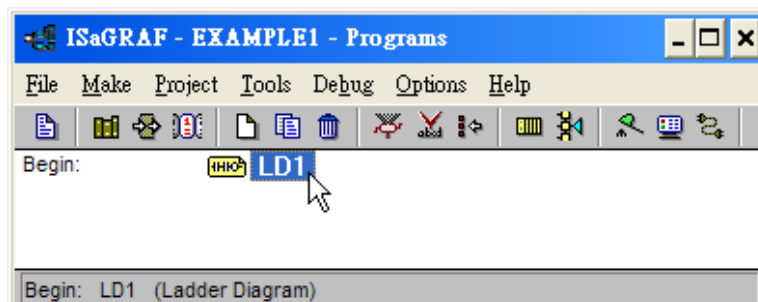 ISaGRAF - EXAMPLE1 - Programs
File Make Project Tools Debug Options Help
Begin: LD1
Begin: LD1 (Ladder Diagram)